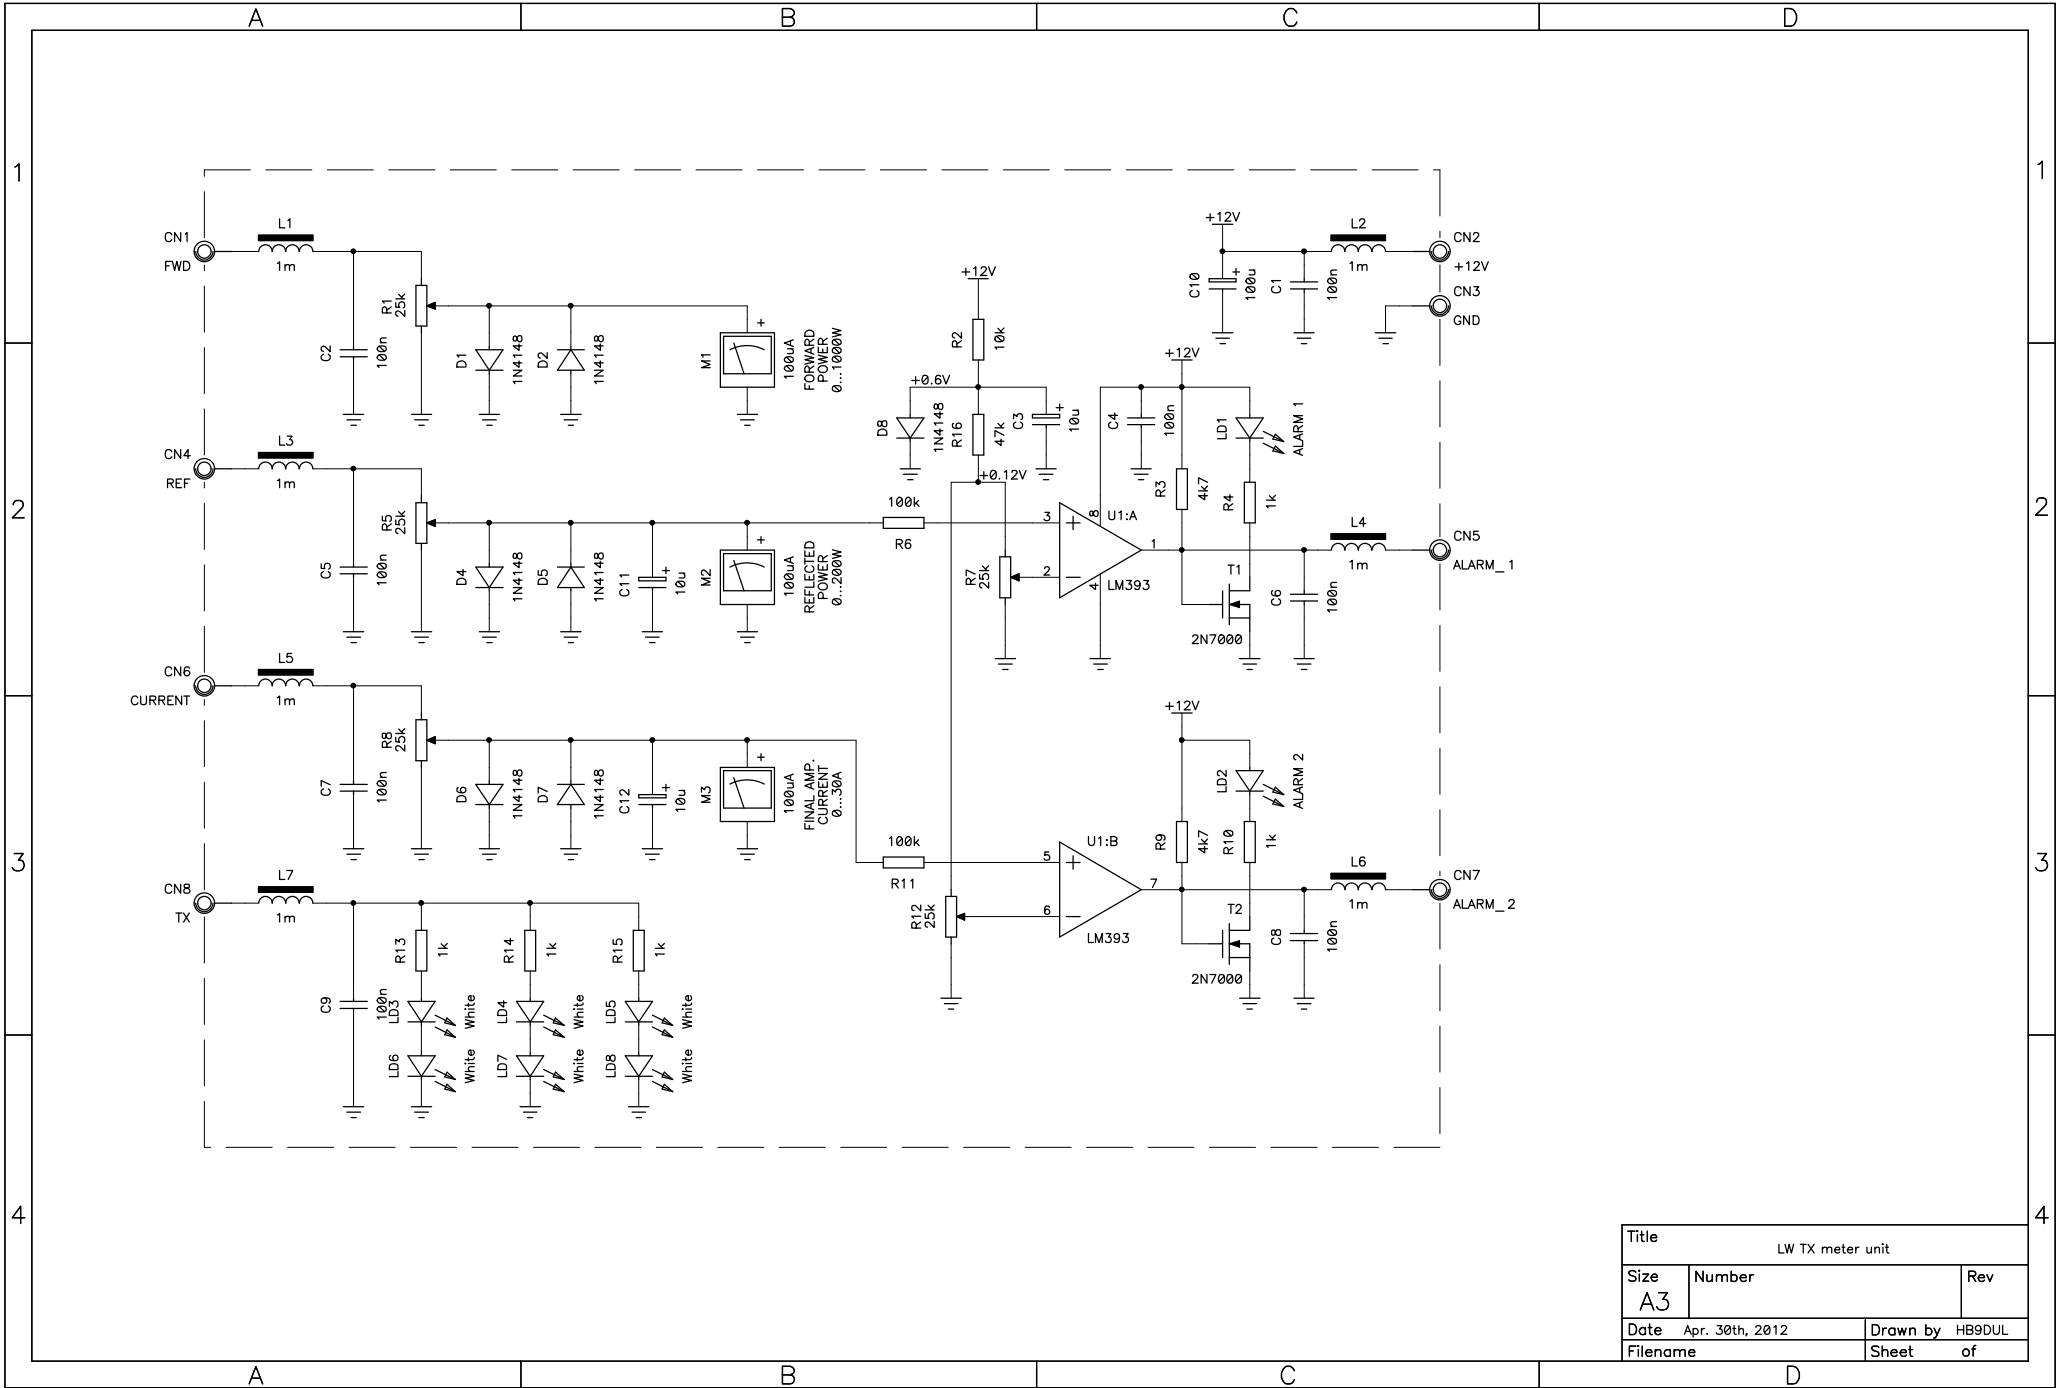 A
B
C
D
1
1
L1
CN1
FWD
1m
R1
25k
C2
100n
D1
1N4148
D2
1N4148
M1
+
100uA
FORWARD
POWER
0...1000W
+12V
L2
CN2
+12V
1m
C10
+
100u
C1
100n
CN3
GND
+12V
R2
10k
+0.6V
D8
1N4148
R16
47k
C3
+
10u
+0.12V
+12V
C4
100n
LD1
ALARM 1
R3
4k7
R4
1k
2
2
L3
CN4
REF
1m
R5
25k
C5
100n
D4
1N4148
D5
1N4148
C11
+
10u
M2
+
100uA
REFLECTED
POWER
0...200W
100k
R6
R7
25k
3
+
2
−
8
4
1
U1:A
LM393
L4
CN5
ALARM_1
1m
T1
2N7000
C6
100n
L5
CN6
CURRENT
1m
R8
25k
C7
100n
D6
1N4148
D7
1N4148
C12
+
10u
M3
+
100uA
FINAL AMP.
CURRENT
0...30A
+12V
LD2
ALARM 2
R9
4k7
R10
1k
3
3
100k
R11
R12
25k
5
+
6
−
7
U1:B
LM393
L6
CN7
ALARM_2
1m
T2
2N7000
C8
100n
L7
CN8
TX
1m
C9
100n
R13
1k
R14
1k
R15
1k
LD3
White
LD4
White
LD5
White
LD6
White
LD7
White
LD8
White
4
4
Title
LW TX meter unit
Size
A3
Number
Rev
Date Apr. 30th, 2012
Drawn by HB9DUL
Filename
Sheet of
A
B
C
D